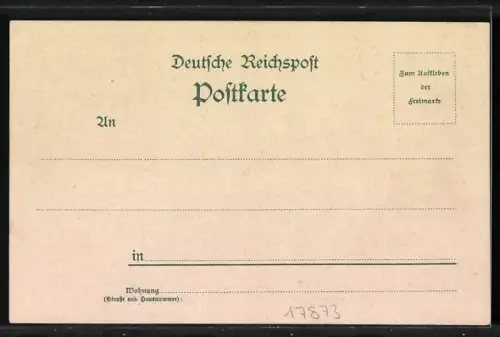 Deutsche Reichspost
Postkarte
Zum Aufkleben
der
Freimarke
An
in
Wohnung
(Straße und Hausnummer):
17873